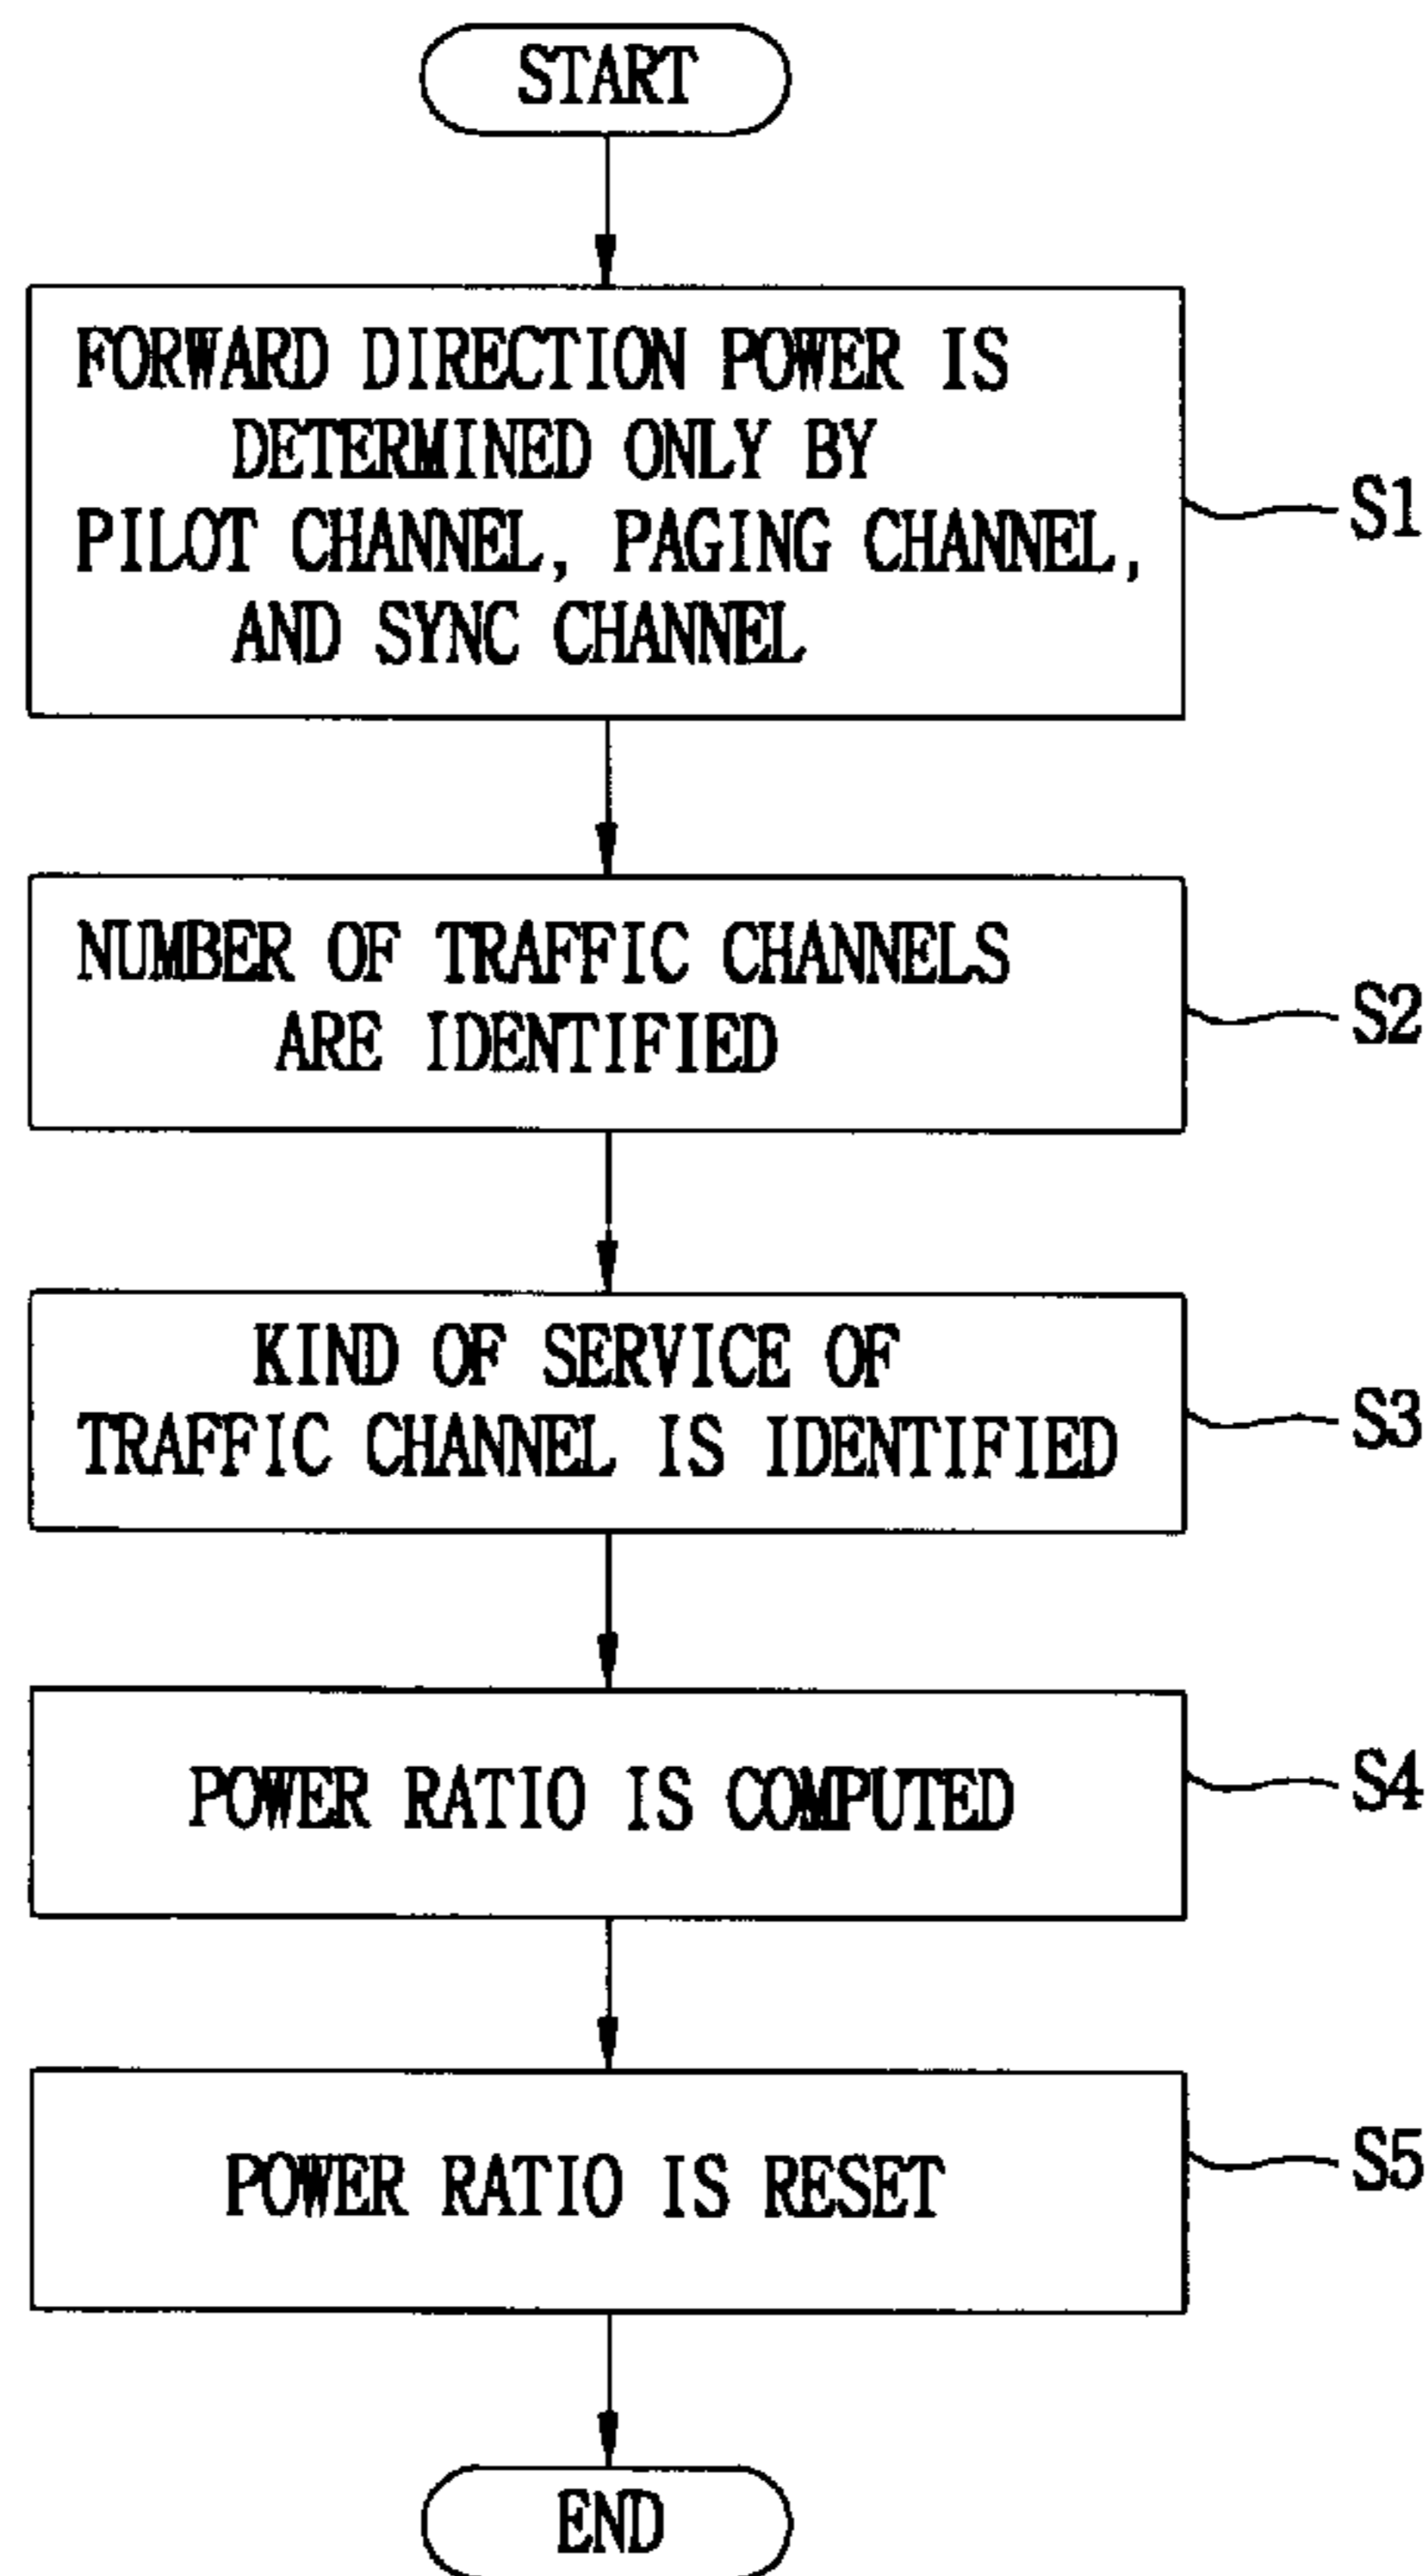 START
FORWARD DIRECTION POWER IS
DETERMINED ONLY BY
PILOT CHANNEL, PAGING CHANNEL,
AND SYNC CHANNEL
S1
NUMBER OF TRAFFIC CHANNELS
ARE IDENTIFIED
S2
KIND OF SERVICE OF
TRAFFIC CHANNEL IS IDENTIFIED
S3
POWER RATIO IS COMPUTED
S4
POWER RATIO IS RESET
S5
END